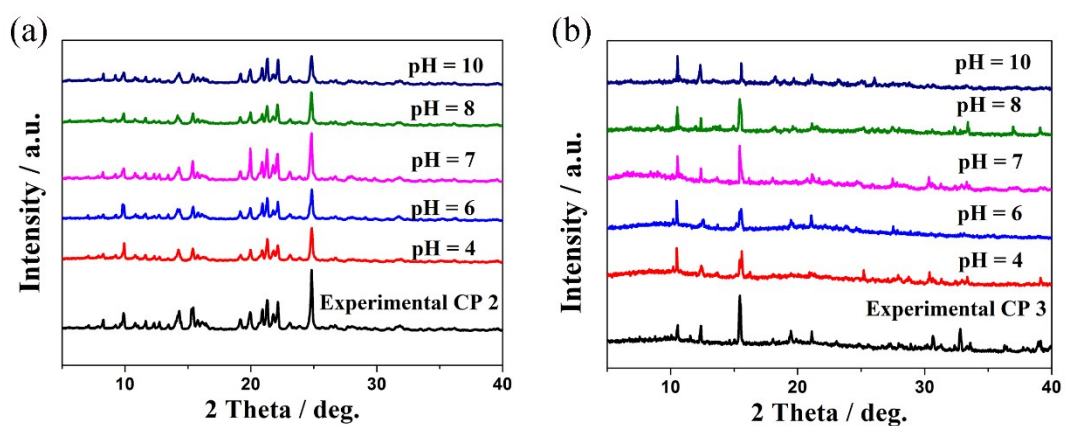 (a)
Intensity / a.u.
pH = 10
pH = 8
pH = 7
pH = 6
pH = 4
Experimental CP 2
10
20
30
40
2 Theta / deg.
(b)
Intensity / a.u.
pH = 10
pH = 8
pH = 7
pH = 6
pH = 4
Experimental CP 3
10
20
30
40
2 Theta / deg.